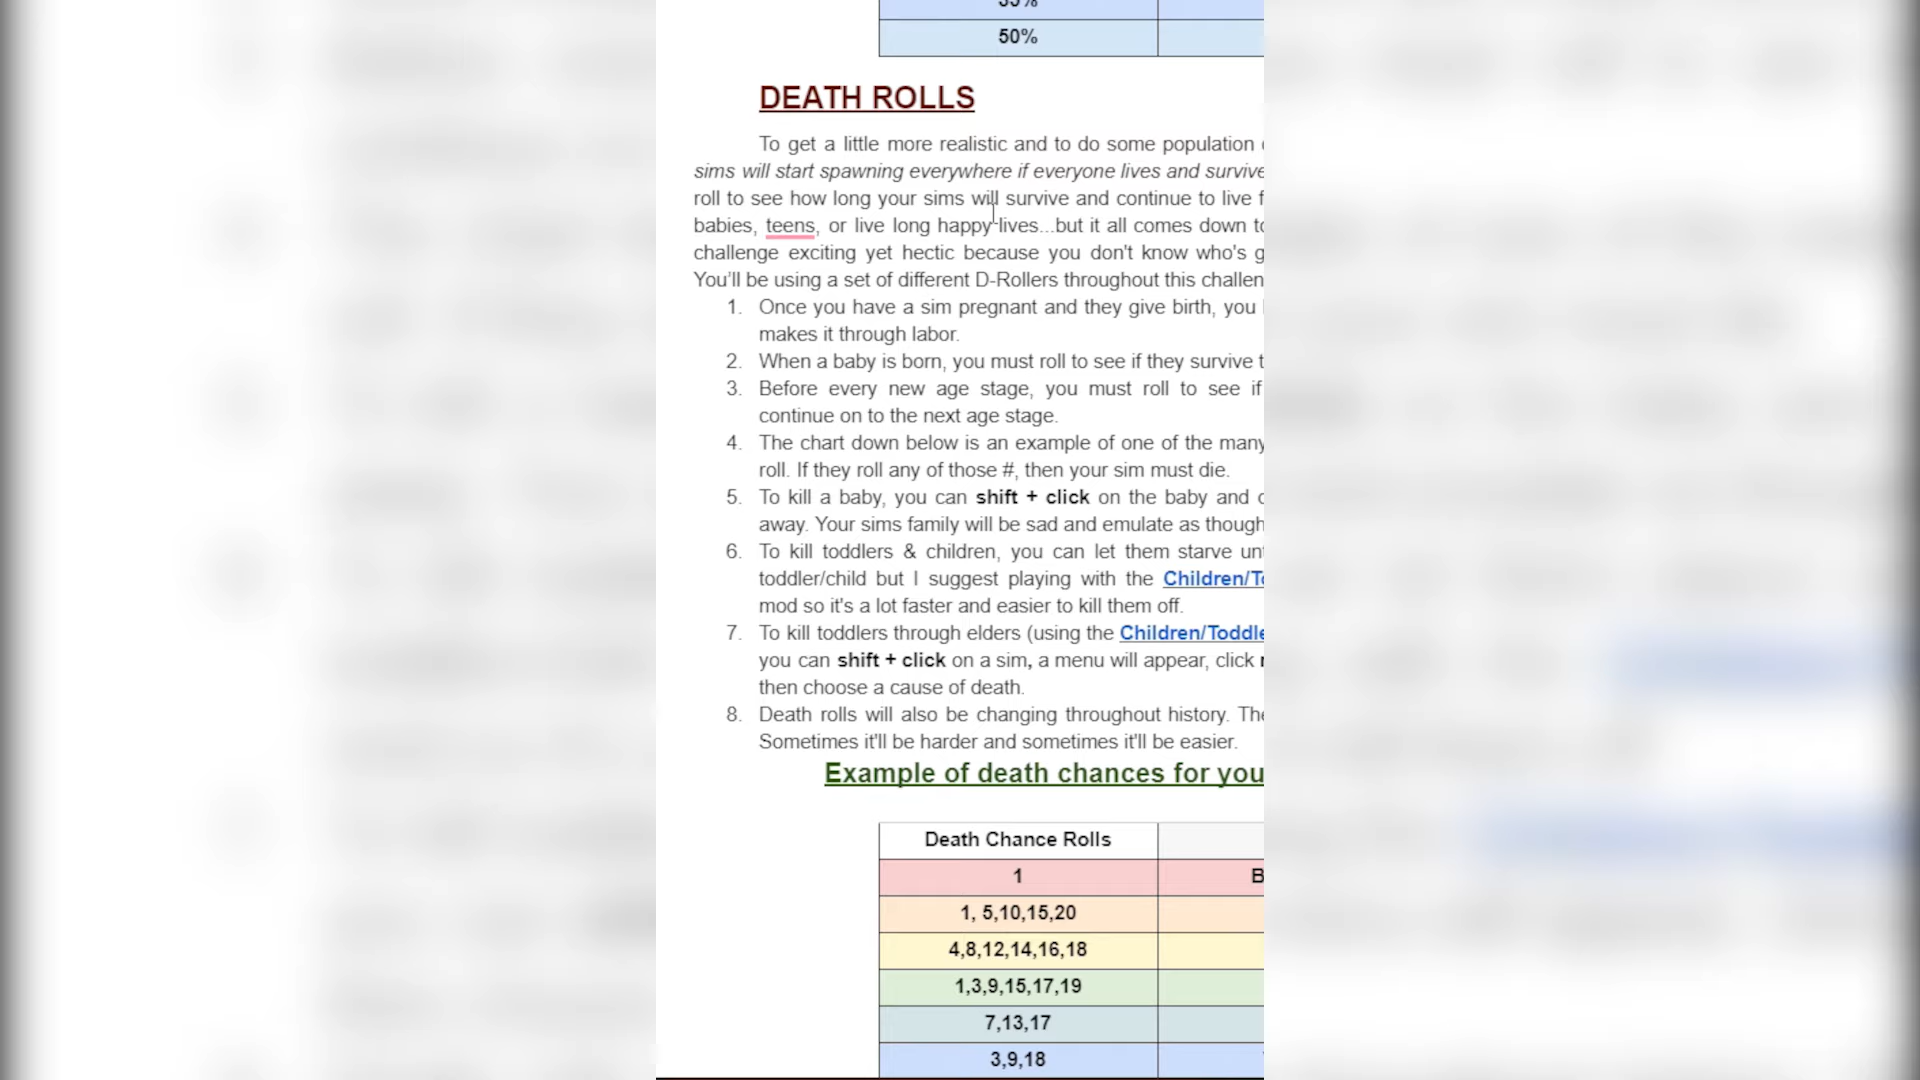 50%
DEATH ROLLS
To get a little more realistic and to do some population
sims will start spawning everywhere if everyone lives and survive
roll to see how long your sims will survive and continue to live
babies, teens, or live long happy lives...but it all comes down
challenge exciting yet hectic because you don't know who's
You'll be using a set of different D-Rollers throughout this challen
1. Once you have a sim pregnant and they give birth, you
makes it through labor.
2. When a baby is born, you must roll to see if they survive
3. Before every new age stage, you must roll to see if
continue on to the next age stage.
4. The chart down below is an example of one of the many
roll. If they roll any of those #, then your sim must die.
5. To kill a baby, you can shift + click on the baby and
away. Your sims family will be sad and emulate as though
6. To kill toddlers & children, you can let them starve
toddler/child but I suggest playing with the Children/To
mod so it's a lot faster and easier to kill them off.
7. To kill toddlers through elders (using the Children/Toddle
you can shift + click on a sim, a menu will appear, click
then choose a cause of death.
8. Death rolls will also be changing throughout history. The
Sometimes it'll be harder and sometimes it'll be easier.
Example of death chances for you
Death Chance Rolls
1 B
1, 5,10,15,20
4,8,12,14,16,18
1,3,9,15,17,19
7,13,17
3,9,18